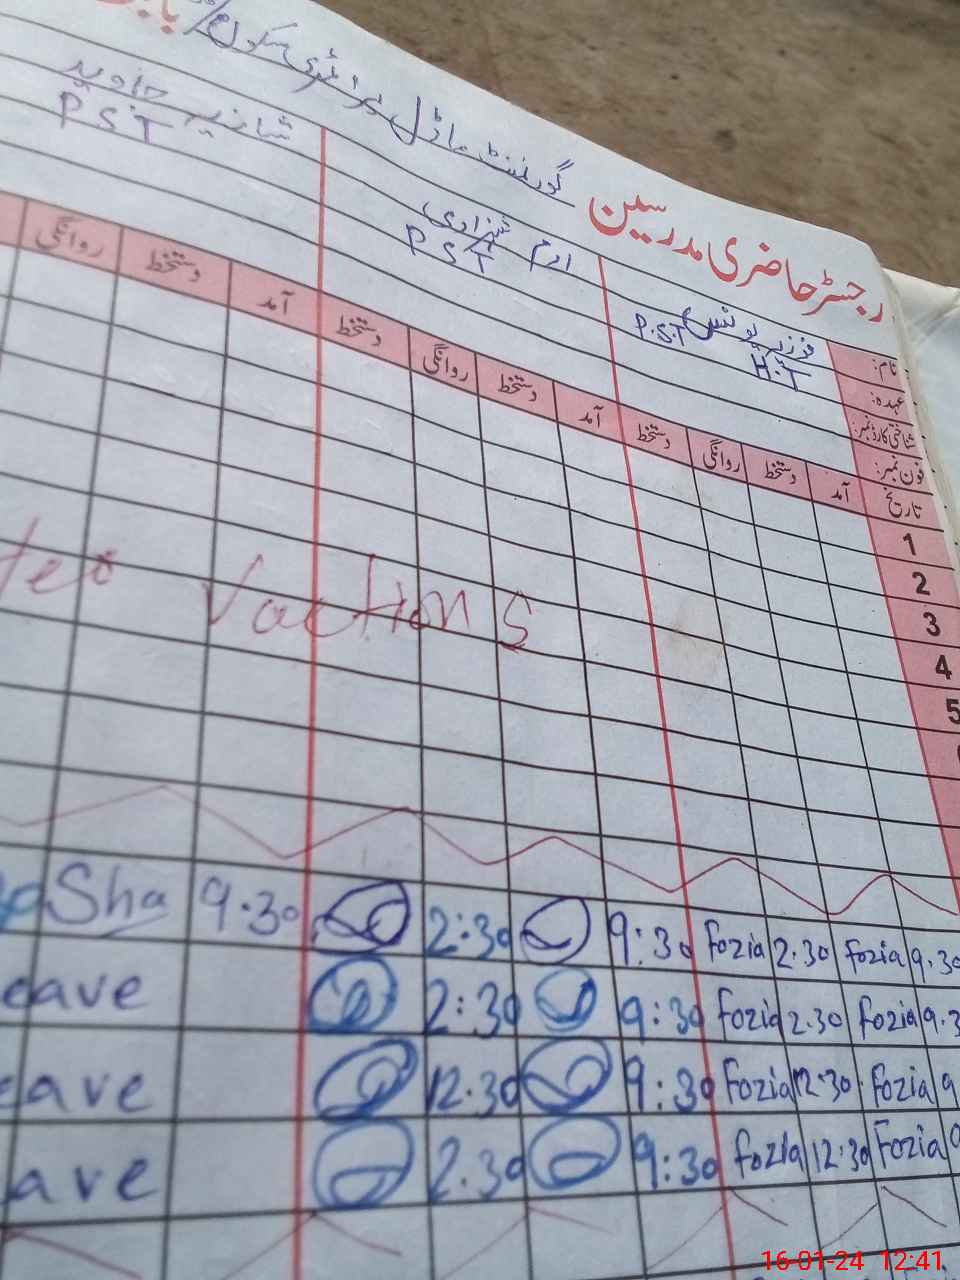 رجسٹر حاضری مدرسین گورنمنٹ ماڈل پرائمری سکول
نام: فوزیہ یونس ارم شہزادی شازیہ جاوید
عہدہ: P.S.T H.T PST PST
شناختی کارڈ نمبر:
فون نمبر:
تاریخ آمد دستخط روانگی دستخط آمد دستخط روانگی دستخط آمد دستخط روانگی
1
2
3
4
5
Vactions
Sha 9.30 2:30 9:30 Fozia 2.30 Fozia 9.30
eave 2:30 9:30 Fozia 2.30 Fozia 9.3
eave 12.30 9:30 Fozia 12.30 Fozia 9
ave 2.30 9:30 Fozia 12.30 Fozia 9
16-01-24 12:41